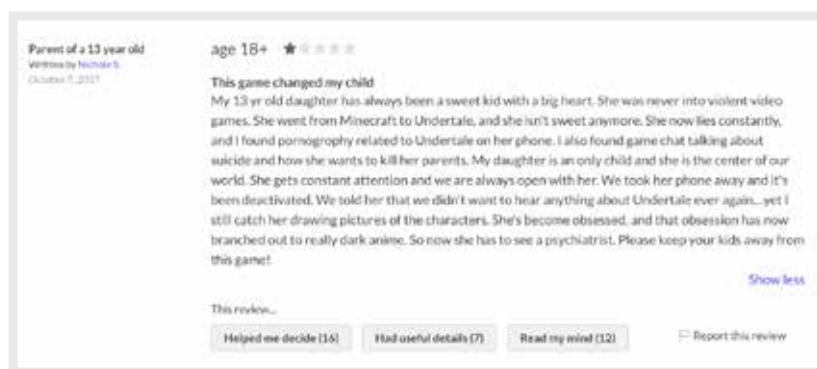 Parent of a 13 year old
Written by Nichole S.
October 7, 2017
age 18+
This game changed my child
My 13 yr old daughter has always been a sweet kid with a big heart. She was never into violent video
games. She went from Minecraft to Undertale, and she isn't sweet anymore. She now lies constantly,
and I found pornography related to Undertale on her phone. I also found game chat talking about
suicide and how she wants to kill her parents. My daughter is an only child and she is the center of our
world. She gets constant attention and we are always open with her. We took her phone away and it's
been deactivated. We told her that we didn't want to hear anything about Undertale ever again... yet I
still catch her drawing pictures of the characters. She's become obsessed, and that obsession has now
branched out to really dark anime. So now she has to see a psychiatrist. Please keep your kids away from
this game!
Show less
This review...
Helped me decide (16) Had useful details (7) Read my mind (12) Report this review